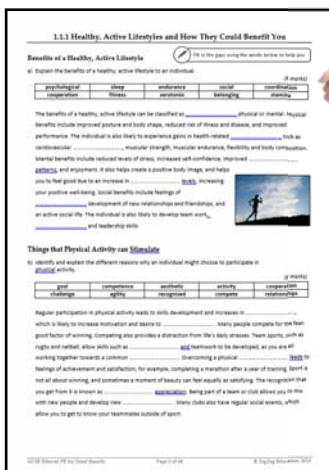 1.1.1 Healthy, Active Lifestyles and How They Could Benefit You
Fill in the gaps using the words below to help you
Benefits of a Healthy, Active Lifestyle
a) Explain the benefits of a healthy, active lifestyle to an individual.
(9 marks)
psychological sleep endurance social coordination
cooperation fitness serotonin belonging stamina
The benefits of a healthy, active lifestyle can be classified as physical or mental. Physical
benefits include improved posture and body shape, reduced risk of illness and disease, and improved
performance. The individual is also likely to experience gains in health-related such as
cardiovascular , muscular strength, muscular endurance, flexibility and body composition.
Mental benefits include reduced levels of stress, increased self-confidence, improved
patterns, and enjoyment. It also helps create a positive body image, and helps
you to feel good due to an increase in levels, increasing
your positive well-being. Social benefits include feelings of
development of new relationships and friendships, and
an active social life. The individual is also likely to develop team work,
and leadership skills.
Things that Physical Activity can Stimulate
b) Identify and explain the different reasons why an individual might choose to participate in
physical activity.
goal competence aesthetic activity cooperation
challenge agility recognised compete relationships
Regular participation in physical activity leads to skills development and increases in
which is likely to increase motivation and desire to . Many people compete for the feel-
good factor of winning. Competing also provides a distraction from life's daily stresses. Team sports, such as
rugby and netball, allow skills such as and teamwork to be developed, as you are all
working together towards a common . Overcoming a physical leads to
feelings of achievement and satisfaction; for example, completing a marathon after a year of training. Sport is
not all about winning, and sometimes a moment of beauty can feel equally as satisfying. The recognition that
you get from it is known as appreciation. Being part of a team or club allows you to mix
with new people and develop new . Many clubs also have regular social events, which
allow you to get to know your teammates outside of sport.
GCSE Edexcel PE for Grand Results
© ZigZag Education, 2013